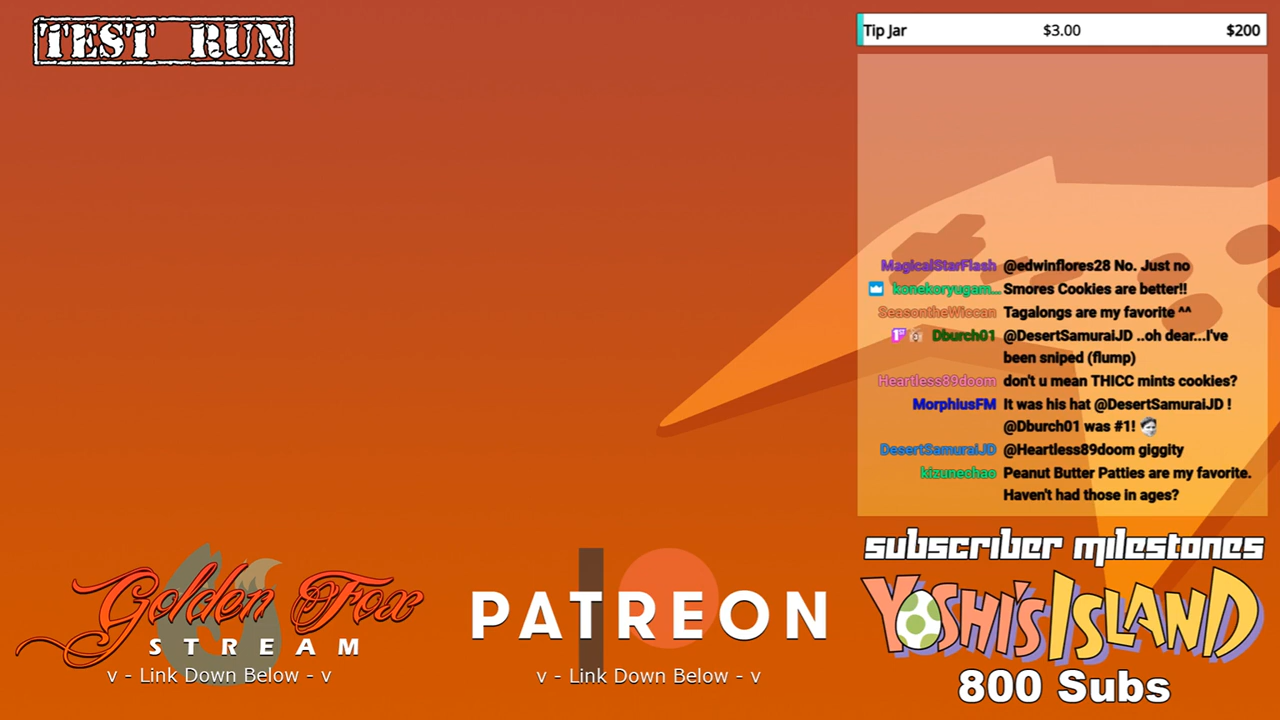 TEST RUN
Tip Jar $3.00 $200
MagicalStarFlash @edwinflores28 No. Just no
konekoryugam... Smores Cookies are better!!
SeasontheWiccan Tagalongs are my favorite ^^
Dburch01 @DesertSamuraiJD ..oh dear...I've
been sniped (flump)
Heartless89doom don't u mean THICC mints cookies?
MorphiusFM It was his hat @DesertSamuraiJD !
@Dburch01 was #1!
DesertSamuraiJD @Heartless89doom giggity
kizunechao Peanut Butter Patties are my favorite.
Haven't had those in ages?
Golden Fox
STREAM
v - Link Down Below - v
PATREON
v - Link Down Below - v
subscriber milestones
YOSHI'S ISLAND
800 Subs